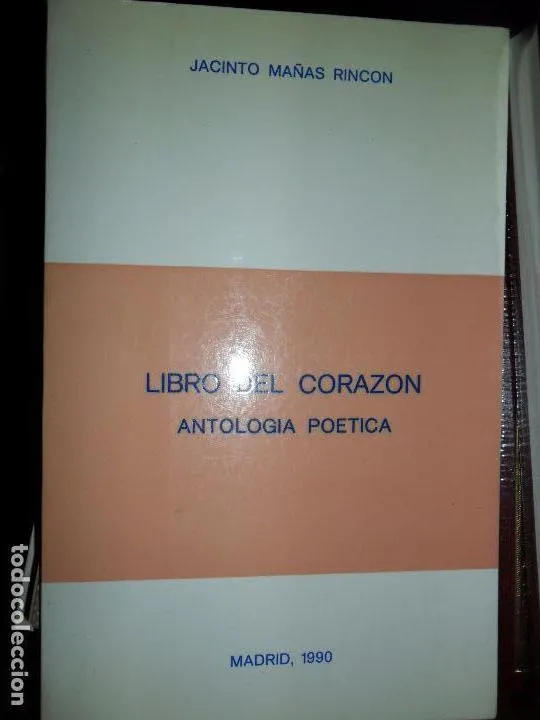 JACINTO MAÑAS RINCON
LIBRO DEL CORAZON
ANTOLOGIA POETICA
MADRID, 1990
todocoleccion